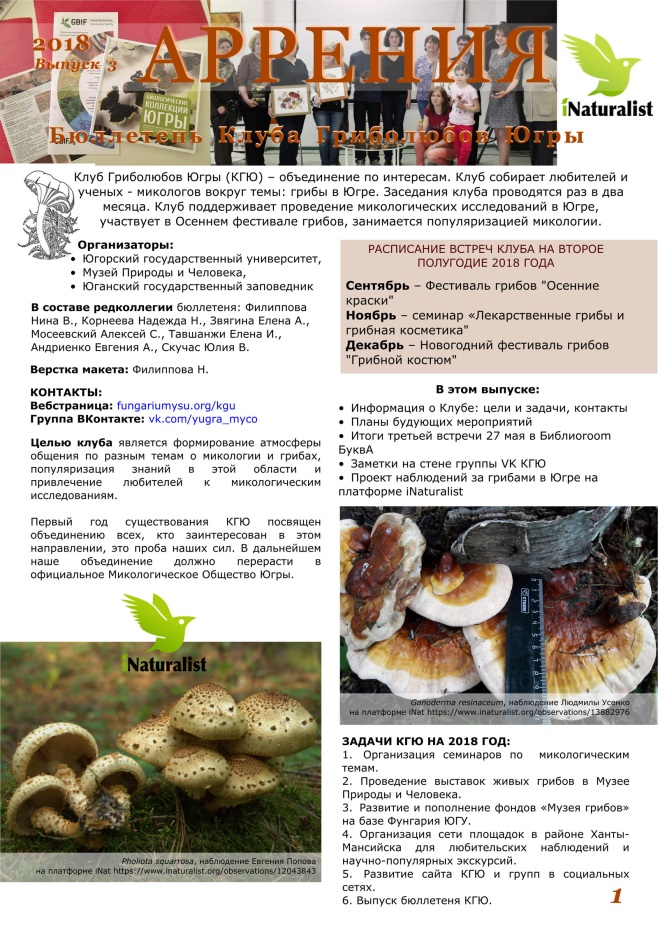 2018
Выпуск 3
АРРЕНИЯ
Бюллетень Клуба Гриболюбов Югры
GBIF
БИОЛОГИЧЕСКИЕ
КОЛЛЕКЦИИ
ЮГРЫ
iNaturalist
Клуб Гриболюбов Югры (КГЮ) – объединение по интересам. Клуб собирает любителей и
ученых - микологов вокруг темы: грибы в Югре. Заседания клуба проводятся раз в два
месяца. Клуб поддерживает проведение микологических исследований в Югре,
участвует в Осеннем фестивале грибов, занимается популяризацией микологии.
Организаторы:
• Югорский государственный университет,
• Музей Природы и Человека,
• Юганский государственный заповедник
В составе редколлегии бюллетеня: Филиппова
Нина В., Корнеева Надежда Н., Звягина Елена А.,
Мосеевский Алексей С., Тавшанжи Елена И.,
Андриенко Евгения А., Скучас Юлия В.
Верстка макета: Филиппова Н.
КОНТАКТЫ:
Вебстраница: fungariumysu.org/kgu
Группа ВКонтакте: vk.com/yugra_myco
Целью клуба является формирование атмосферы
общения по разным темам о микологии и грибах,
популяризация знаний в этой области и
привлечение любителей к микологическим
исследованиям.
Первый год существования КГЮ посвящен
объединению всех, кто заинтересован в этом
направлении, это проба наших сил. В дальнейшем
наше объединение должно перерасти в
официальное Микологическое Общество Югры.
iNaturalist
Pholiota squarrosa, наблюдение Евгения Попова
на платформе iNat https://www.inaturalist.org/observations/12043843
РАСПИСАНИЕ ВСТРЕЧ КЛУБА НА ВТОРОЕ
ПОЛУГОДИЕ 2018 ГОДА
Сентябрь – Фестиваль грибов "Осенние
краски"
Ноябрь – семинар «Лекарственные грибы и
грибная косметика»
Декабрь – Новогодний фестиваль грибов
"Грибной костюм"
В этом выпуске:
• Информация о Клубе: цели и задачи, контакты
• Планы будующих мероприятий
• Итоги третьей встречи 27 мая в Библиоroom
БуквА
• Заметки на стене группы VK КГЮ
• Проект наблюдений за грибами в Югре на
платформе iNaturalist
Ganoderma resinaceum, наблюдение Людмилы Усенко
на платформе iNat https://www.inaturalist.org/observations/13882976
ЗАДАЧИ КГЮ НА 2018 ГОД:
1. Организация семинаров по микологическим
темам.
2. Проведение выставок живых грибов в Музее
Природы и Человека.
3. Развитие и пополнение фондов «Музея грибов»
на базе Фунгария ЮГУ.
4. Организация сети площадок в районе Ханты-
Мансийска для любительских наблюдений и
научно-популярных экскурсий.
5. Развитие сайта КГЮ и групп в социальных
сетях.
6. Выпуск бюллетеня КГЮ.
1